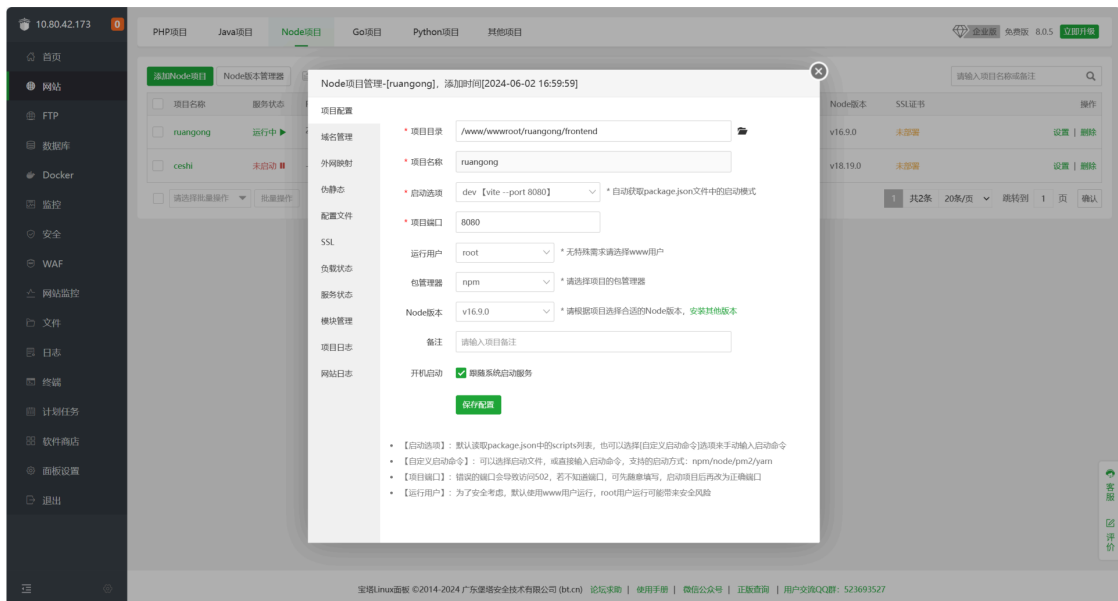 10.80.42.173 0
首页
网站
FTP
数据库
Docker
监控
安全
WAF
网站监控
文件
日志
终端
计划任务
软件商店
面板设置
退出
PHP项目 Java项目 Node项目 Go项目 Python项目 其他项目
企业版 免费版 8.0.5 立即升级
添加Node项目 Node版本管理器
请输入项目名称或备注
项目名称 服务状态 Node版本 SSL证书 操作
ruangong 运行中 v16.9.0 未部署 设置 | 删除
ceshi 未启动 v18.19.0 未部署 设置 | 删除
请选择批量操作 批量操作 1 共2条 20条/页 跳转到 1 页 确认
Node项目管理-[ruangong]，添加时间[2024-06-02 16:59:59]
项目配置
域名管理
外网映射
伪静态
配置文件
SSL
负载状态
服务状态
模块管理
项目日志
网站日志
* 项目目录 /www/wwwroot/ruangong/frontend
* 项目名称 ruangong
* 启动选项 dev 【vite --port 8080】 * 自动获取package.json文件中的启动模式
* 项目端口 8080
运行用户 root * 无特殊需求请选择www用户
包管理器 npm * 请选择项目的包管理器
Node版本 v16.9.0 * 请根据项目选择合适的Node版本，安装其他版本
备注 请输入项目备注
开机启动 跟随系统启动服务
保存配置
【启动选项】：默认读取package.json中的scripts列表，也可以选择[自定义启动命令]选项来手动输入启动命令
【自定义启动命令】：可以选择启动文件，或直接输入启动命令，支持的启动方式：npm/node/pm2/yarn
【项目端口】：错误的端口会导致访问502，若不知道端口，可先随意填写，启动项目后再改为正确端口
【运行用户】：为了安全考虑，默认使用www用户运行，root用户运行可能带来安全风险
客服
评价
宝塔Linux面板 ©2014-2024 广东堡塔安全技术有限公司 (bt.cn) 论坛求助 | 使用手册 | 微信公众号 | 正版查询 | 用户交流QQ群：523693527